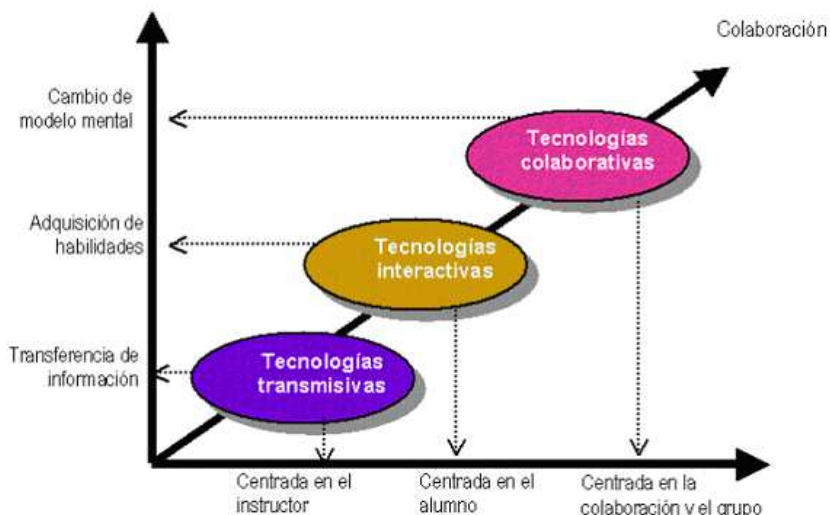 Colaboración
Cambio de
modelo mental
Tecnologías
colaborativas
Adquisición de
habilidades
Tecnologías
interactivas
Transferencia de
información
Tecnologías
transmisivas
Centrada en el
instructor
Centrada en el
alumno
Centrada en la
colaboración y el grupo